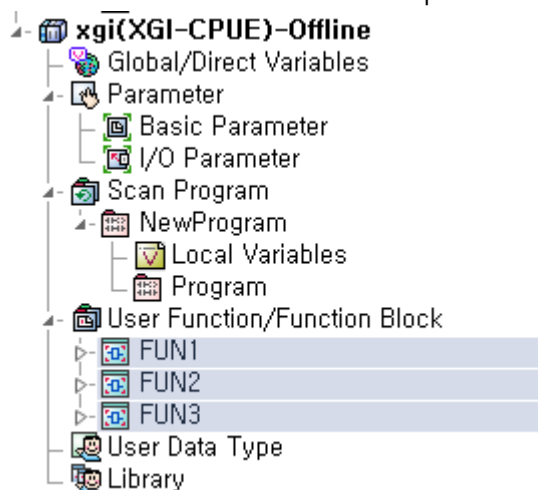 xgi(XGI-CPUE)-Offline
Global/Direct Variables
Parameter
Basic Parameter
I/O Parameter
Scan Program
NewProgram
Local Variables
Program
User Function/Function Block
FUN1
FUN2
FUN3
User Data Type
Library